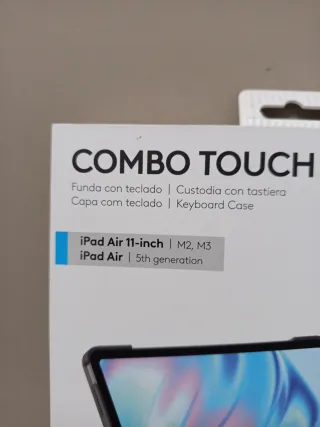 COMBO TOUCH
Funda con teclado | Custodia con tastiera
Capa com teclado | Keyboard Case
iPad Air 11-inch | M2, M3
iPad Air | 5th generation